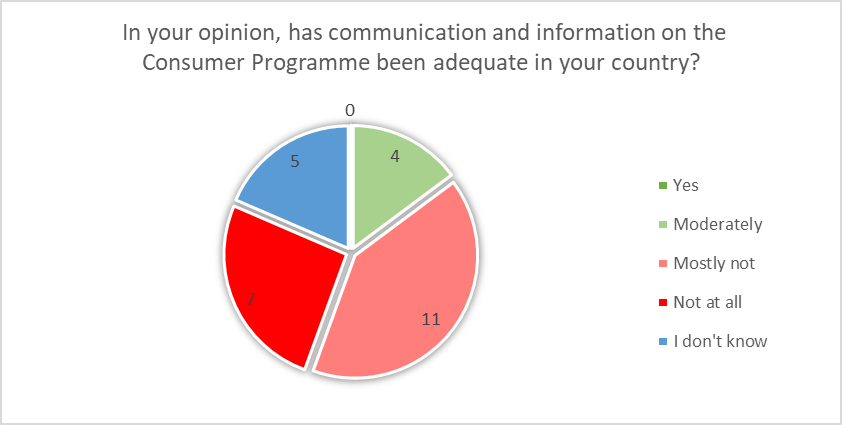 In your opinion, has communication and information on the
Consumer Programme been adequate in your country?
0
4
5
7
11
Yes
Moderately
Mostly not
Not at all
I don't know